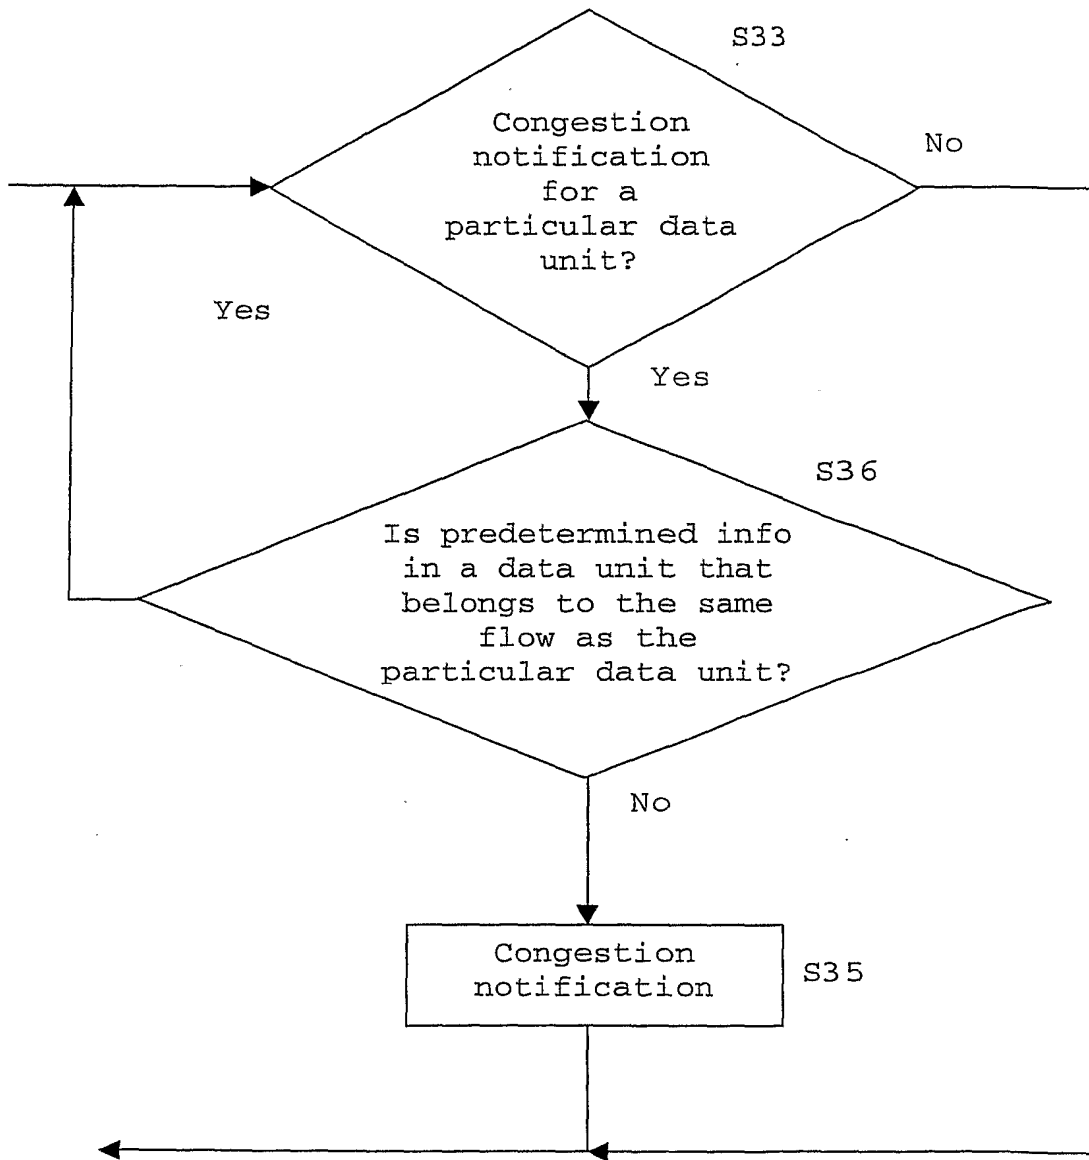 S33
Congestion
notification
for a
particular data
unit?
No
Yes
Yes
S36
Is predetermined info
in a data unit that
belongs to the same
flow as the
particular data unit?
No
Congestion
notification
S35